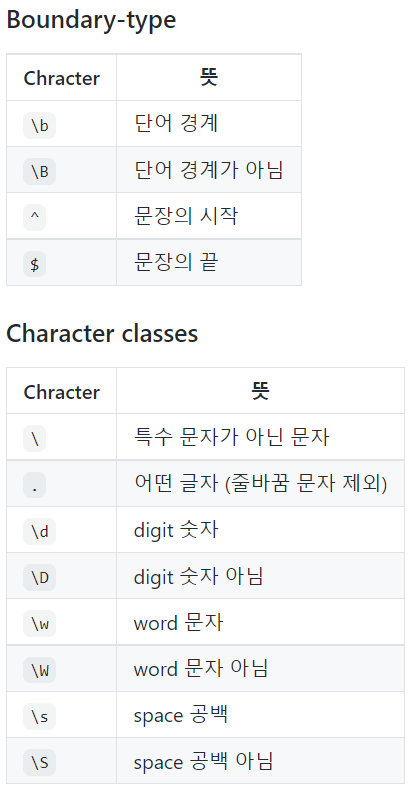 Boundary-type
Chracter 뜻
\b 단어 경계
\B 단어 경계가 아님
^ 문장의 시작
$ 문장의 끝
Character classes
Chracter 뜻
\ 특수 문자가 아닌 문자
. 어떤 글자 (줄바꿈 문자 제외)
\d digit 숫자
\D digit 숫자 아님
\w word 문자
\W word 문자 아님
\s space 공백
\S space 공백 아님